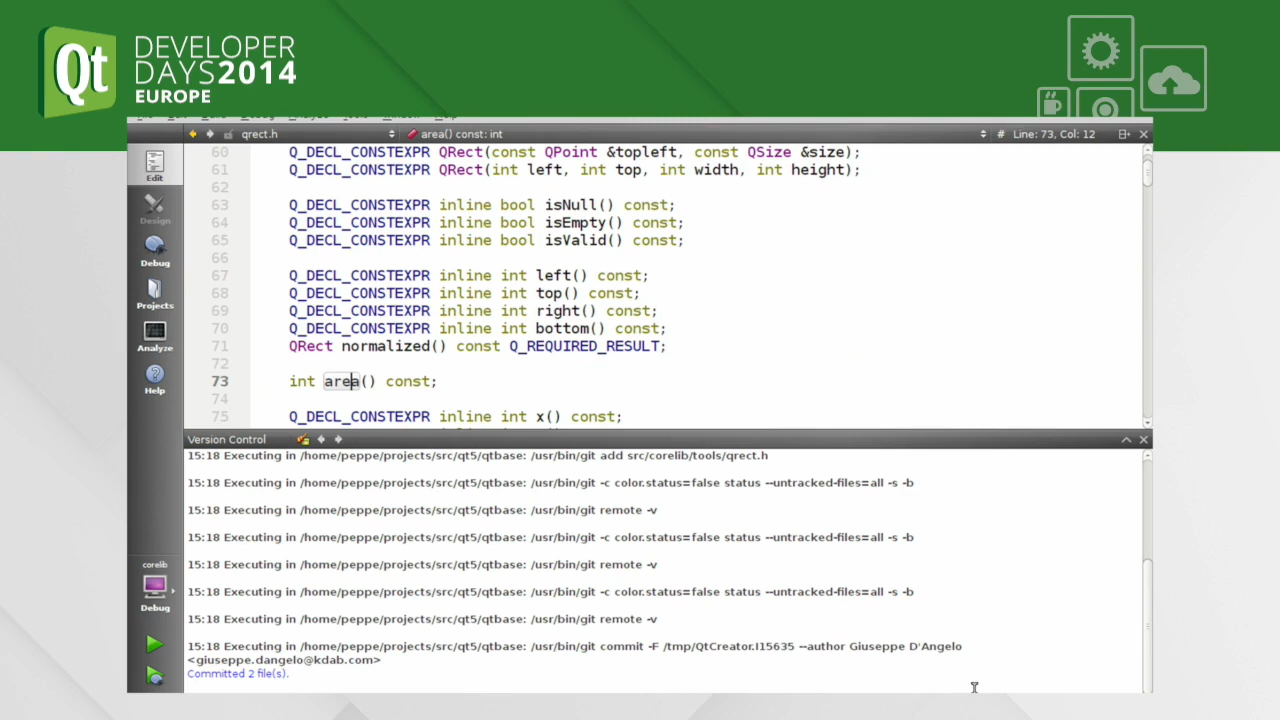 Qt
DEVELOPER
DAYS2014
EUROPE
qrect.h
area() const: int
# Line: 73, Col: 12
60 Q_DECL_CONSTEXPR QRect(const QPoint &topleft, const QSize &size);
61 Q_DECL_CONSTEXPR QRect(int left, int top, int width, int height);
62
63 Q_DECL_CONSTEXPR inline bool isNull() const;
64 Q_DECL_CONSTEXPR inline bool isEmpty() const;
65 Q_DECL_CONSTEXPR inline bool isValid() const;
66
67 Q_DECL_CONSTEXPR inline int left() const;
68 Q_DECL_CONSTEXPR inline int top() const;
69 Q_DECL_CONSTEXPR inline int right() const;
70 Q_DECL_CONSTEXPR inline int bottom() const;
71 QRect normalized() const Q_REQUIRED_RESULT;
72
73 int area() const;
74
75 Q_DECL_CONSTEXPR inline int x() const;
Edit
Design
Debug
Projects
Analyze
Help
corelib
Debug
Version Control
15:18 Executing in /home/peppe/projects/src/qt5/qtbase: /usr/bin/git add src/corelib/tools/qrect.h
15:18 Executing in /home/peppe/projects/src/qt5/qtbase: /usr/bin/git -c color.status=false status --untracked-files=all -s -b
15:18 Executing in /home/peppe/projects/src/qt5/qtbase: /usr/bin/git remote -v
15:18 Executing in /home/peppe/projects/src/qt5/qtbase: /usr/bin/git -c color.status=false status --untracked-files=all -s -b
15:18 Executing in /home/peppe/projects/src/qt5/qtbase: /usr/bin/git remote -v
15:18 Executing in /home/peppe/projects/src/qt5/qtbase: /usr/bin/git -c color.status=false status --untracked-files=all -s -b
15:18 Executing in /home/peppe/projects/src/qt5/qtbase: /usr/bin/git remote -v
15:18 Executing in /home/peppe/projects/src/qt5/qtbase: /usr/bin/git commit -F /tmp/QtCreator.I15635 --author Giuseppe D'Angelo
<giuseppe.dangelo@kdab.com>
Committed 2 file(s).